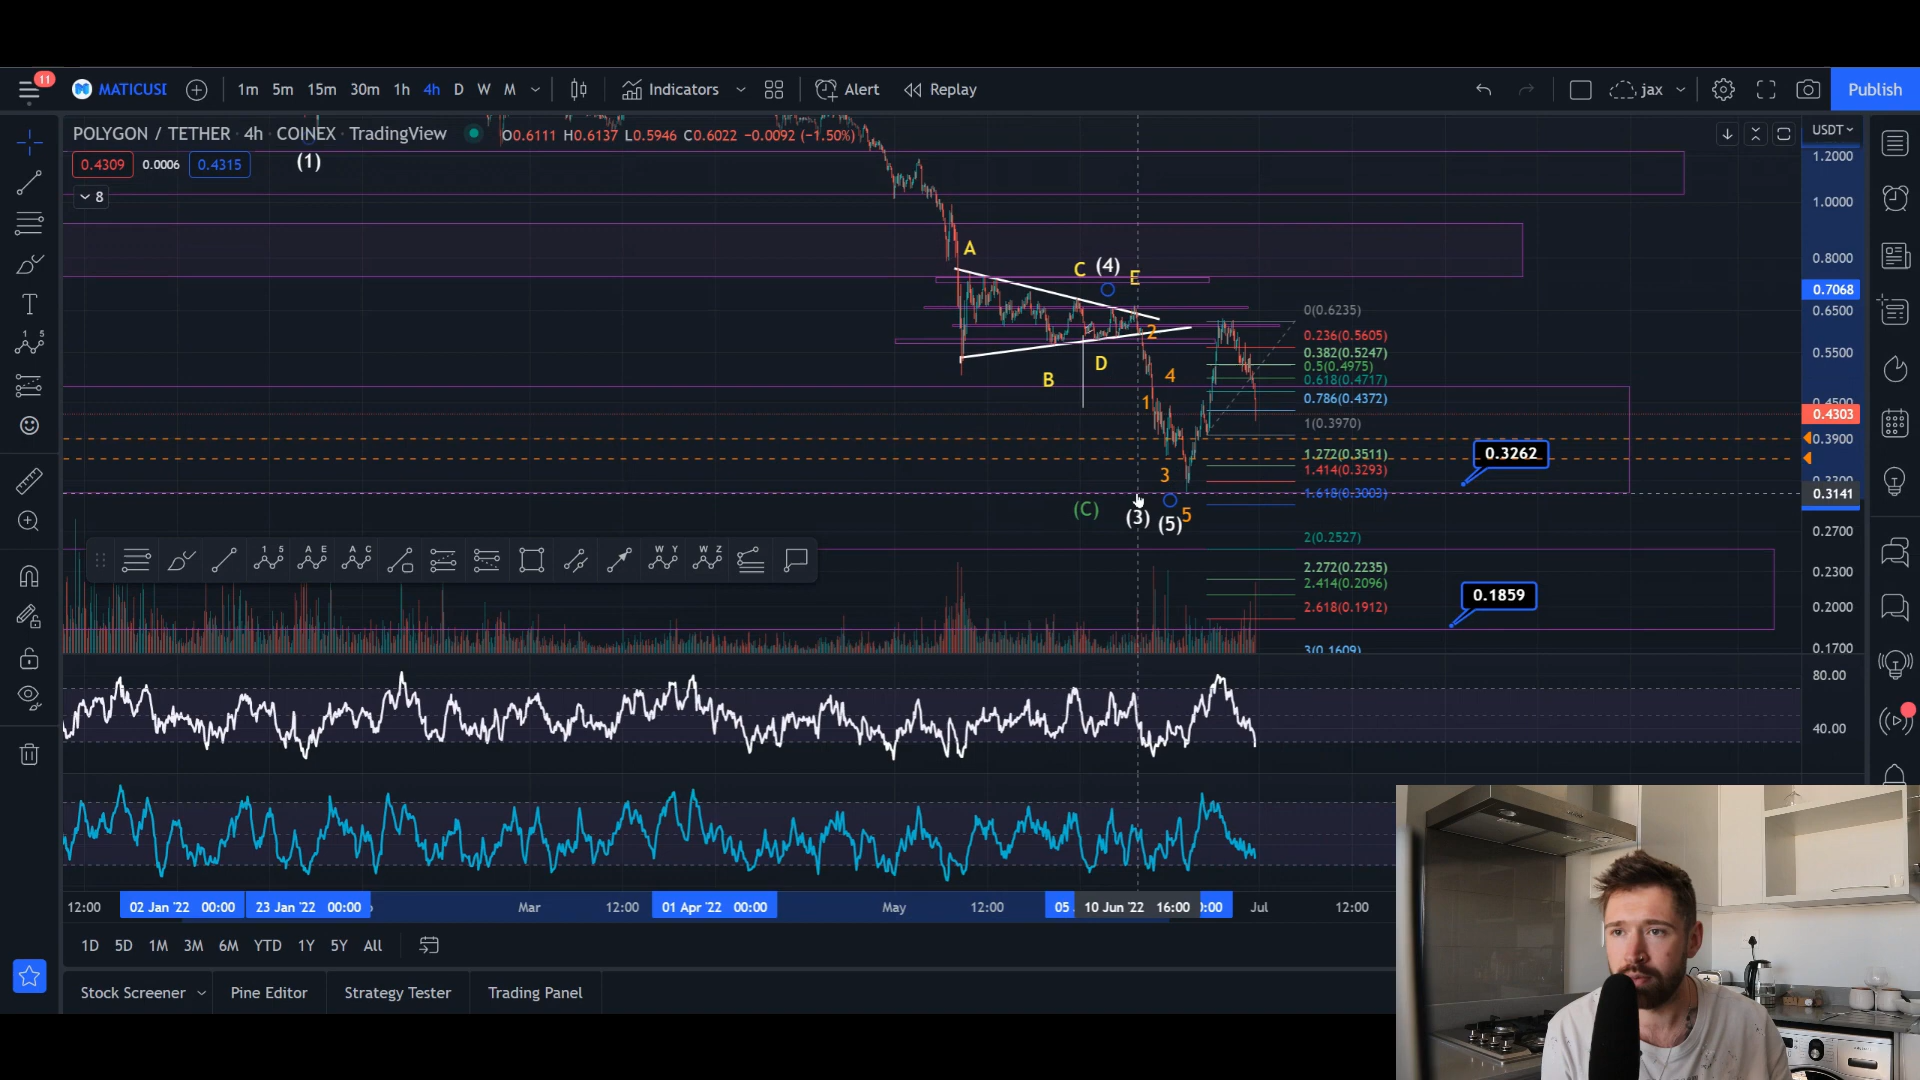 11
MATICUSI
1m 5m 15m 30m 1h 4h D W M
Indicators
Alert
Replay
jax
Publish
POLYGON / TETHER · 4h · COINEX · TradingView
O0.6111 H0.6137 L0.5946 C0.6022 −0.0092 (−1.50%)
USDT
0.4309 0.0006 0.4315
(1)
8
1.2000
1.0000
0.8000
0.7068
0.6500
0.5500
0.4303
0.3900
0.3141
0.2700
0.2300
0.2000
0.1700
A
C (4) E
2
B
D
4
1
3
(C)
(3) (5) 5
0(0.6235)
0.236(0.5605)
0.382(0.5247)
0.5(0.4975)
0.618(0.4717)
0.786(0.4372)
1(0.3970)
1.272(0.3511)
1.414(0.3293)
1.618(0.3003)
2(0.2527)
2.272(0.2235)
2.414(0.2096)
2.618(0.1912)
3(0.1609)
0.3262
0.1859
80.00
40.00
12:00 02 Jan '22 00:00 23 Jan '22 00:00 Mar 12:00 01 Apr '22 00:00 May 12:00 05 10 Jun '22 16:00 0:00 Jul 12:00
1D 5D 1M 3M 6M YTD 1Y 5Y All
Stock Screener Pine Editor Strategy Tester Trading Panel